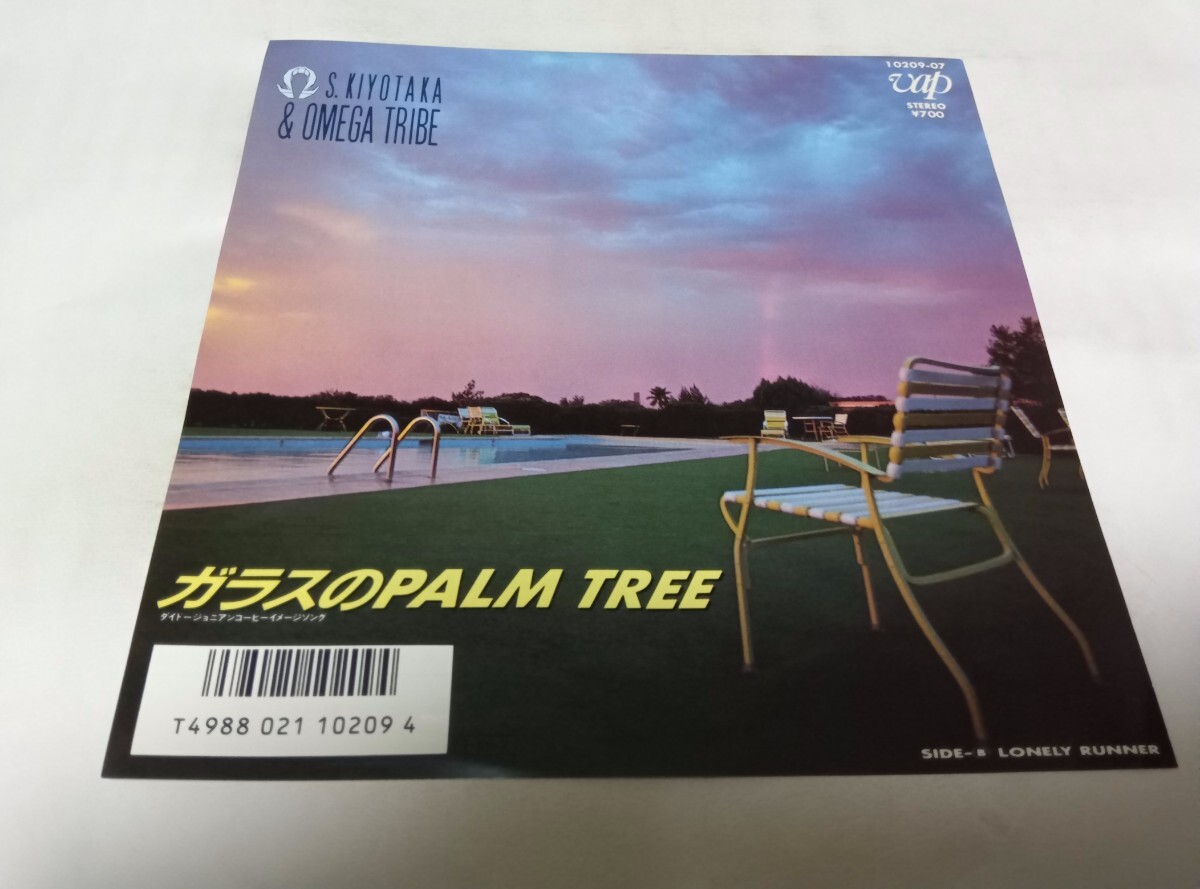 S. KIYOTAKA
& OMEGA TRIBE
10209-07
vap
STEREO
¥700
ガラスのPALM TREE
ダイトージョニアンコーヒーイメージソング
T4988 021 10209 4
SIDE-B LONELY RUNNER